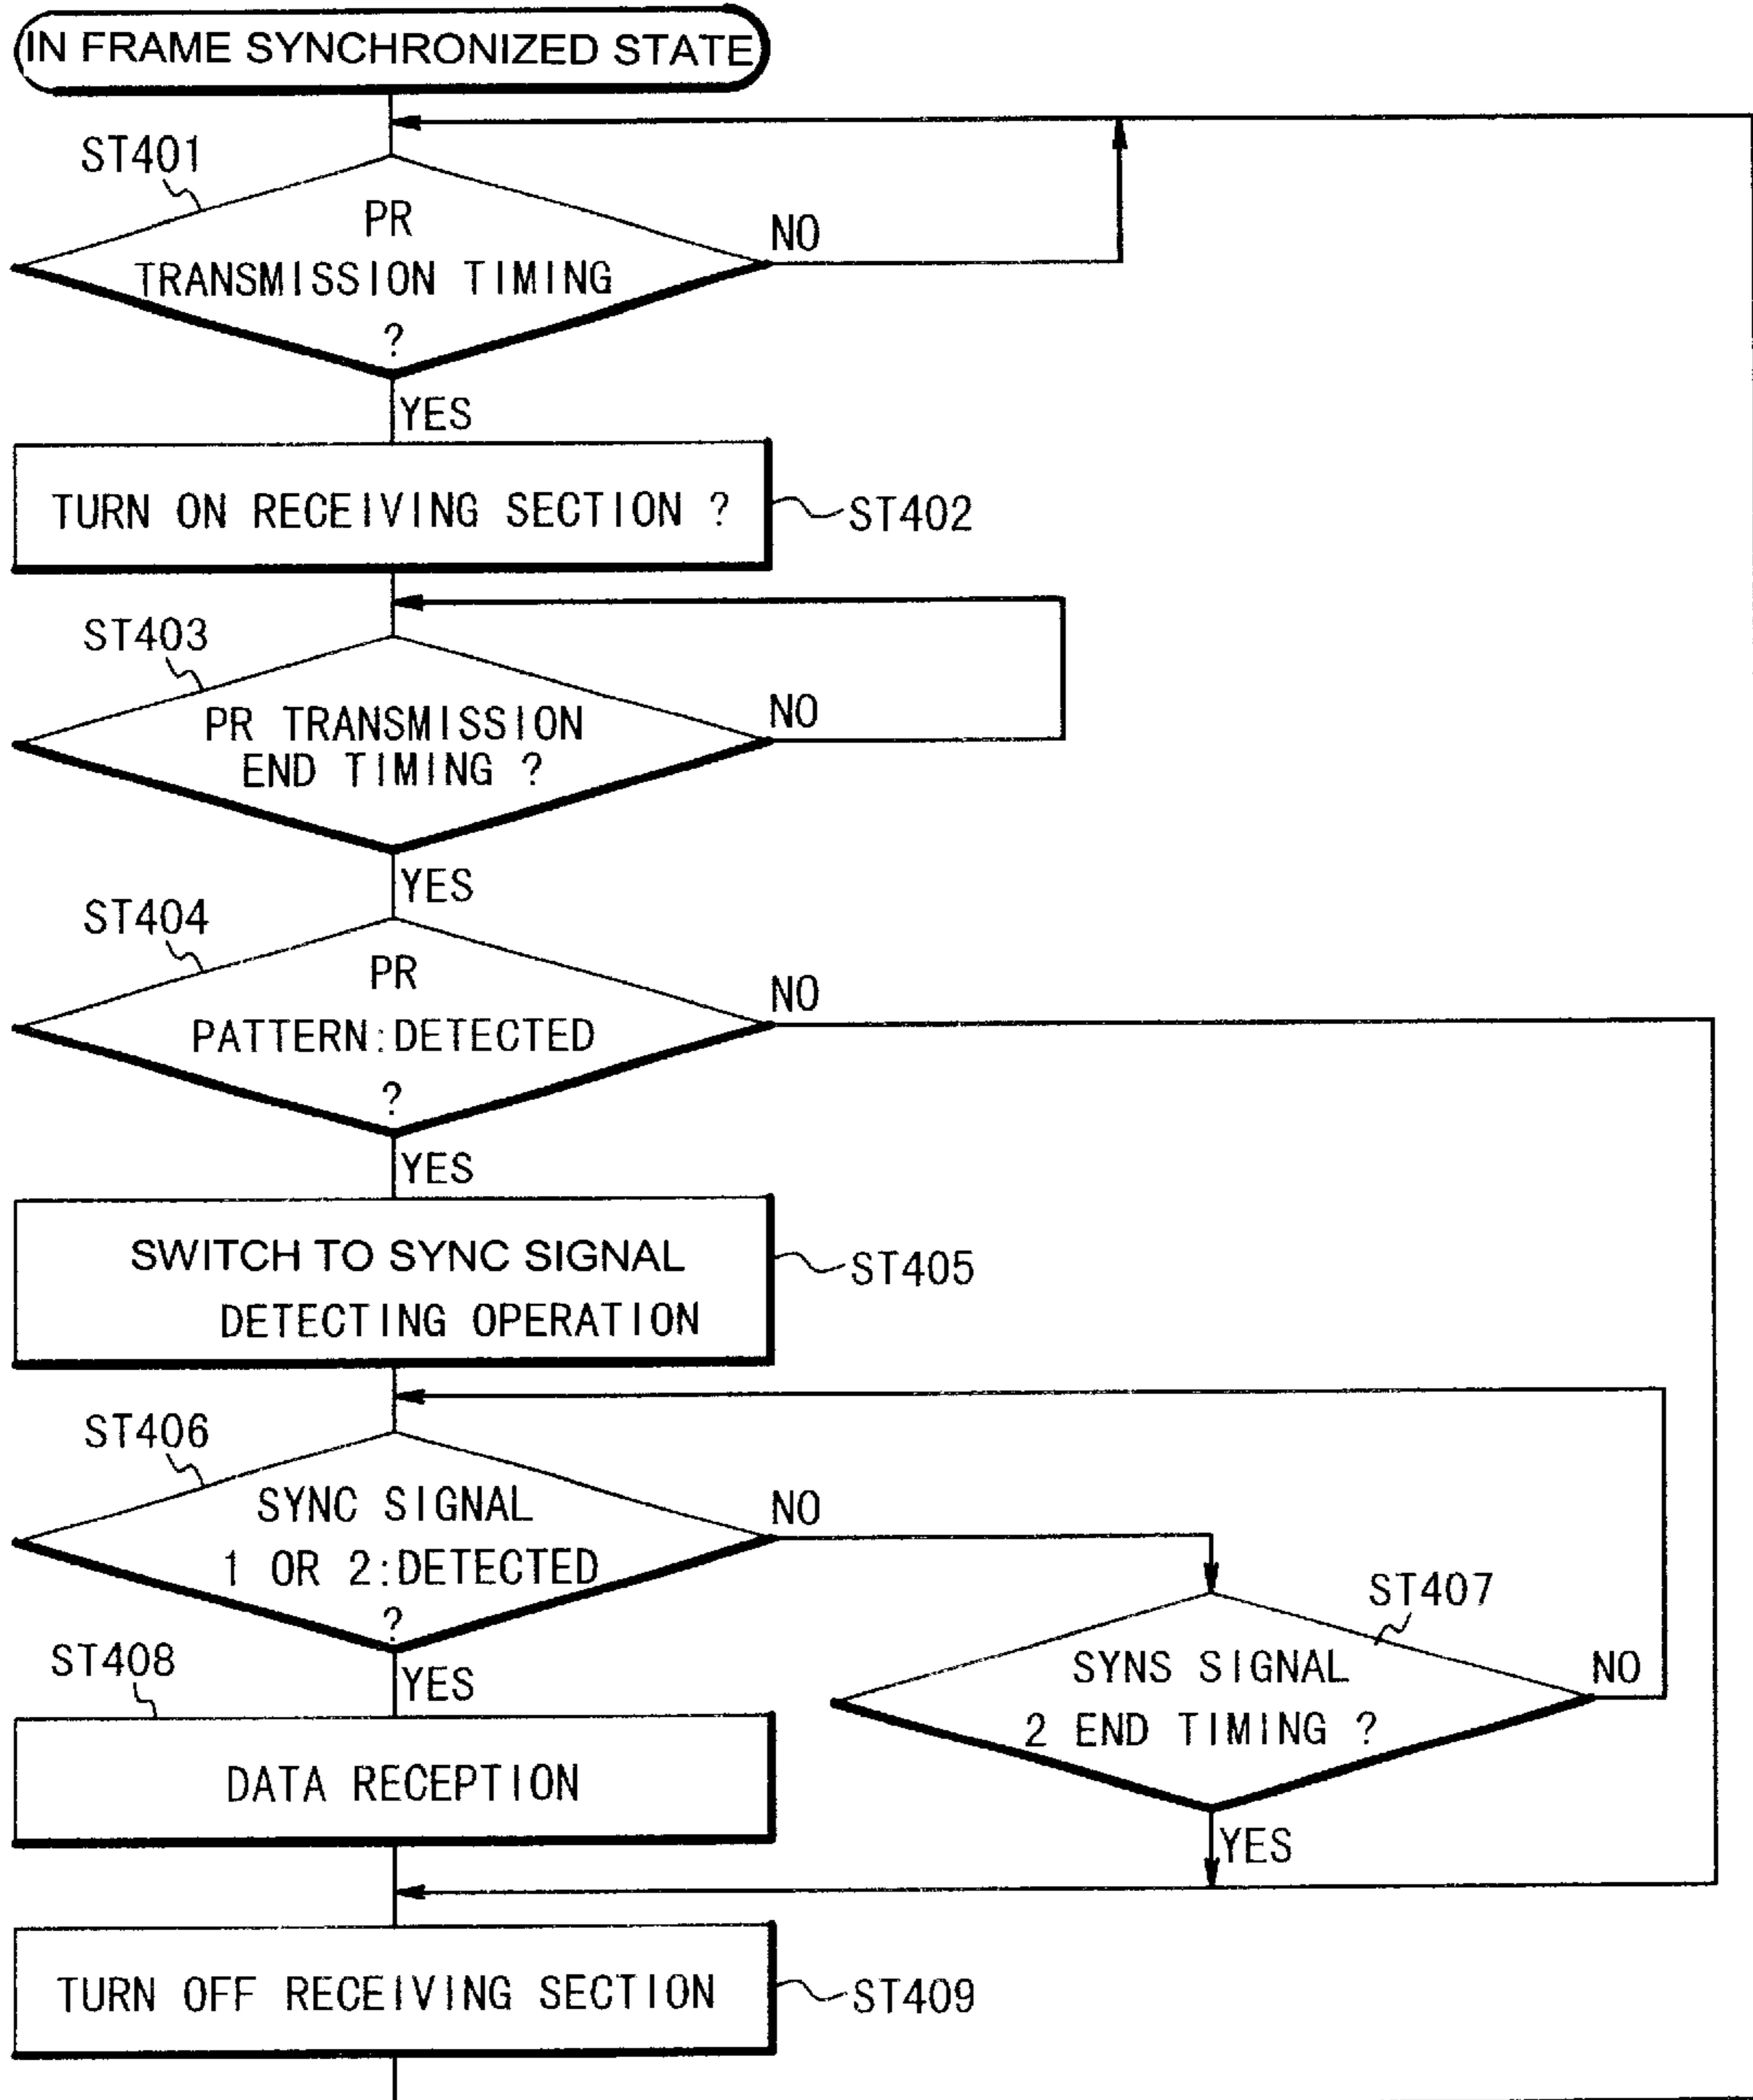 IN FRAME SYNCHRONIZED STATE
ST401
PR
TRANSMISSION TIMING
?
NO
YES
TURN ON RECEIVING SECTION ?
ST402
ST403
PR TRANSMISSION
END TIMING ?
NO
YES
ST404
PR
PATTERN:DETECTED
?
NO
YES
SWITCH TO SYNC SIGNAL
DETECTING OPERATION
ST405
ST406
SYNC SIGNAL
1 OR 2:DETECTED
?
NO
YES
ST407
SYNS SIGNAL
2 END TIMING ?
NO
YES
ST408
DATA RECEPTION
TURN OFF RECEIVING SECTION
ST409